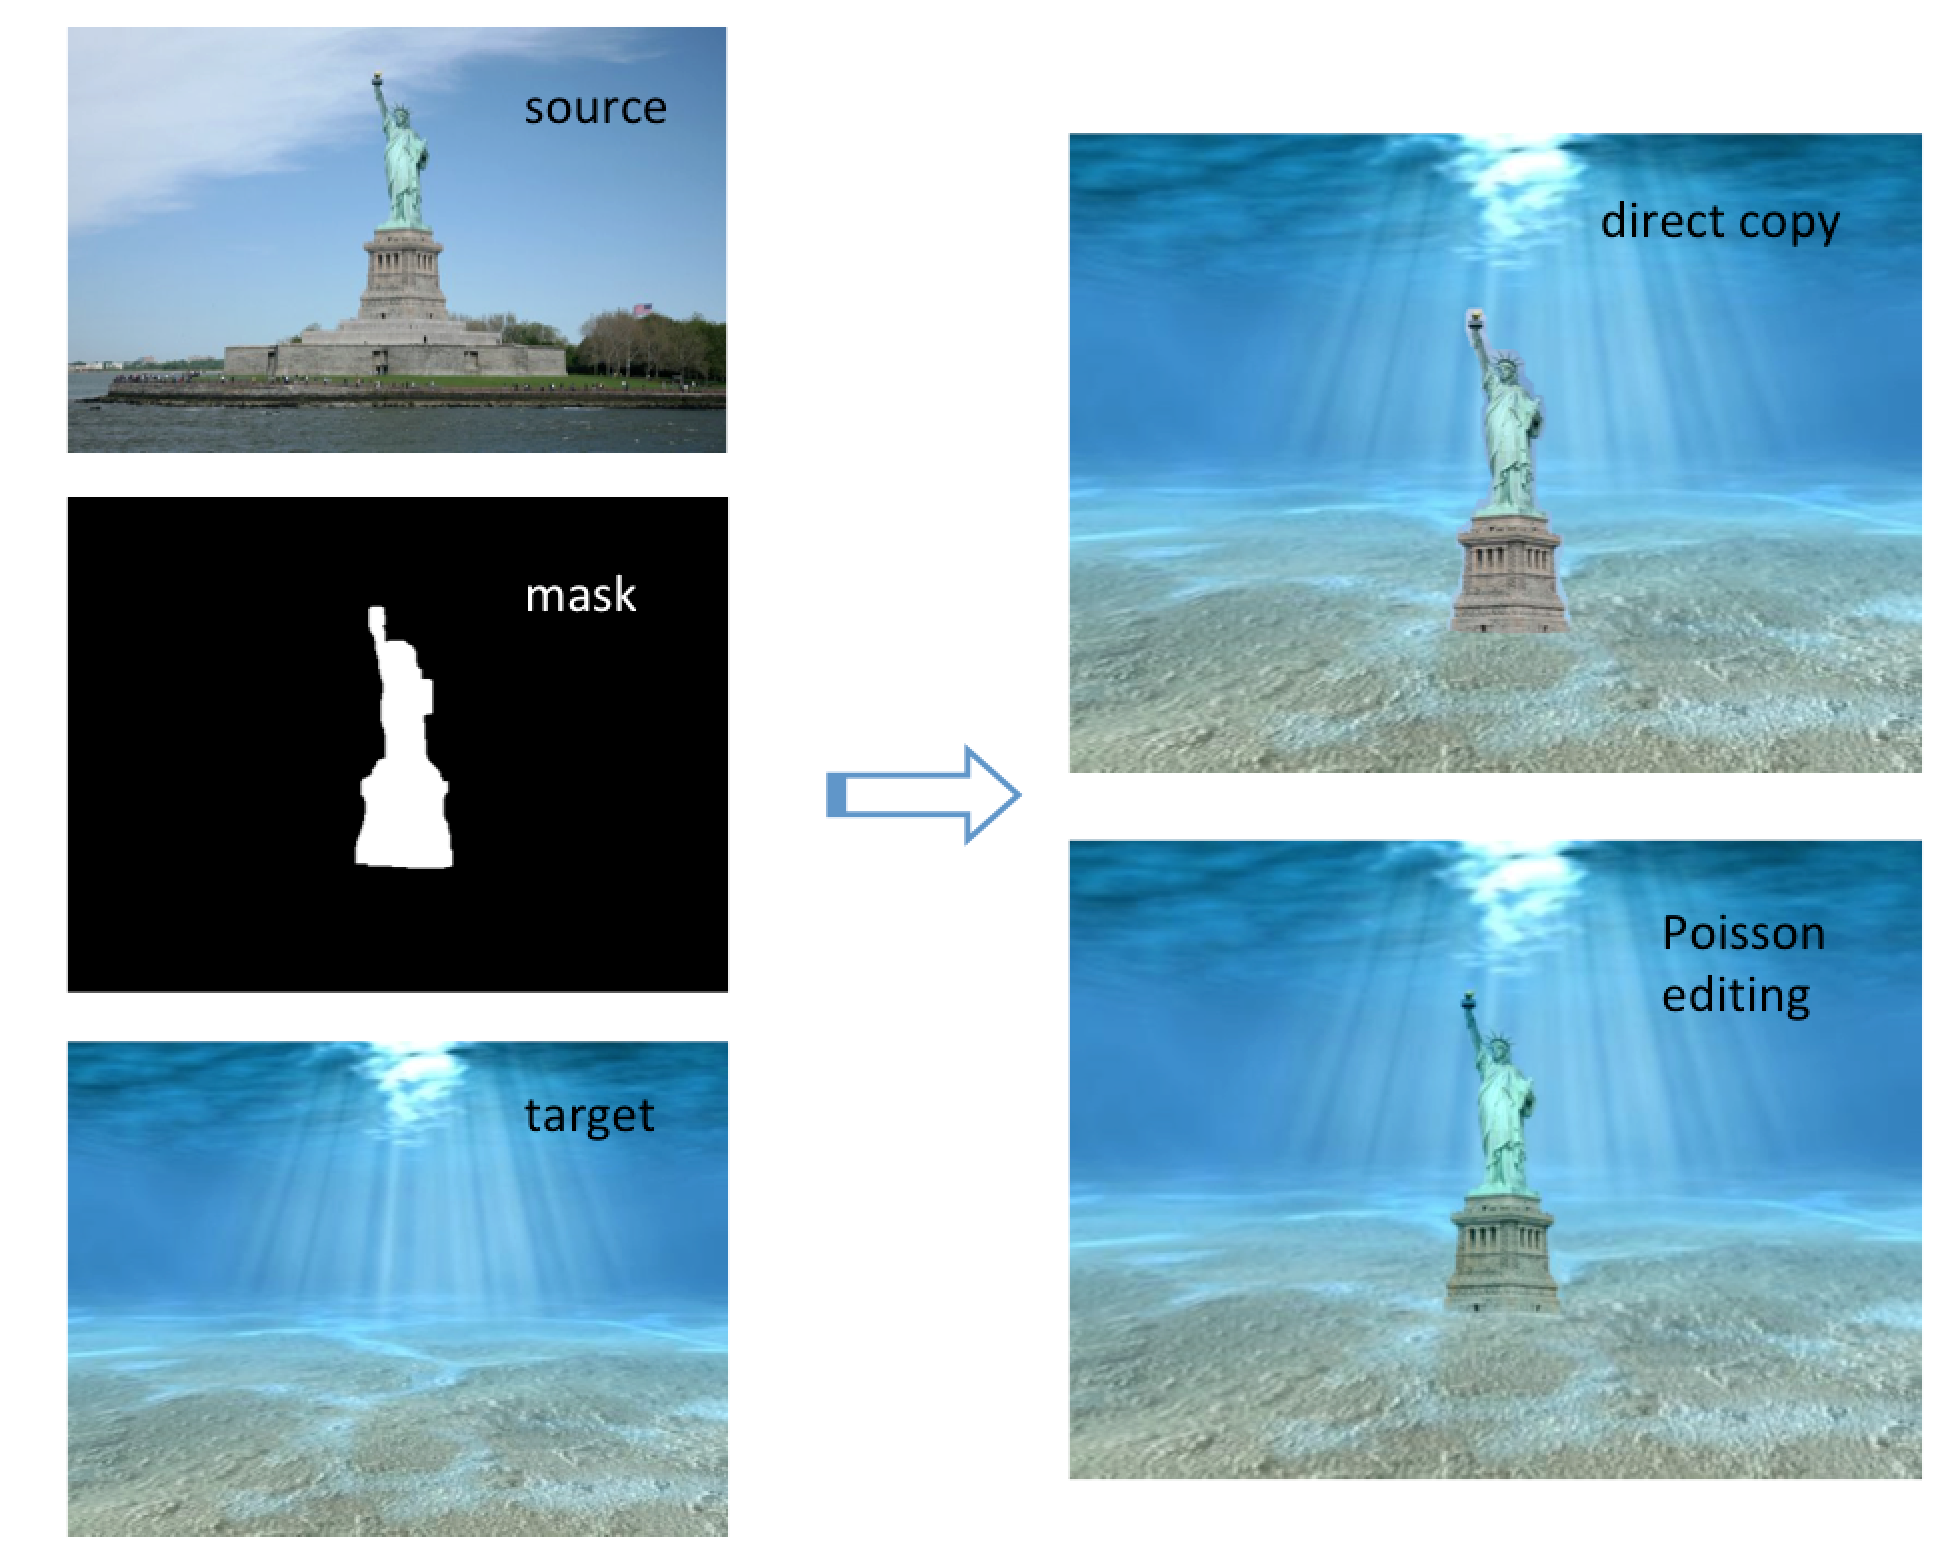 source
mask
target
direct copy
Poisson
editing